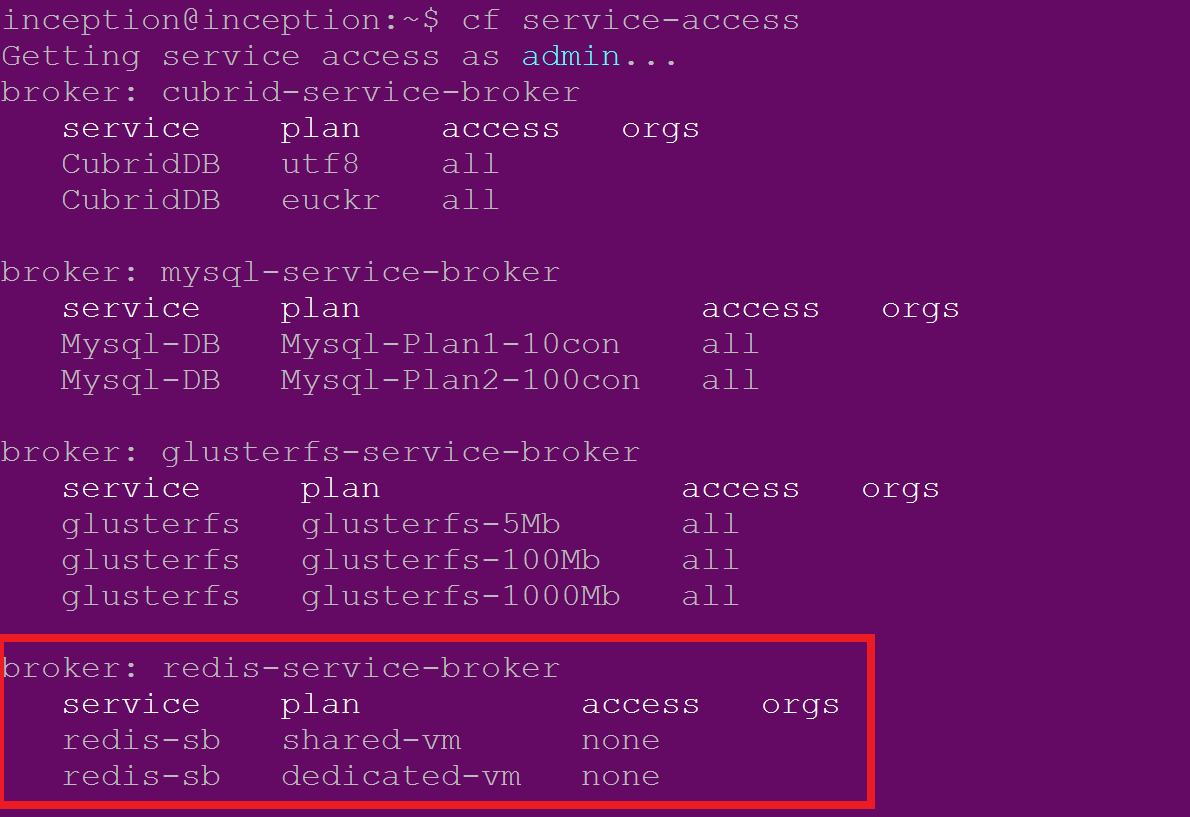 inception@inception:~$ cf service-access
Getting service access as admin...
broker: cubrid-service-broker
   service    plan    access   orgs
   CubridDB   utf8    all
   CubridDB   euckr   all

broker: mysql-service-broker
   service    plan                 access   orgs
   Mysql-DB   Mysql-Plan1-10con    all
   Mysql-DB   Mysql-Plan2-100con   all

broker: glusterfs-service-broker
   service     plan               access   orgs
   glusterfs   glusterfs-5Mb      all
   glusterfs   glusterfs-100Mb    all
   glusterfs   glusterfs-1000Mb   all

broker: redis-service-broker
   service    plan           access   orgs
   redis-sb   shared-vm      none
   redis-sb   dedicated-vm   none